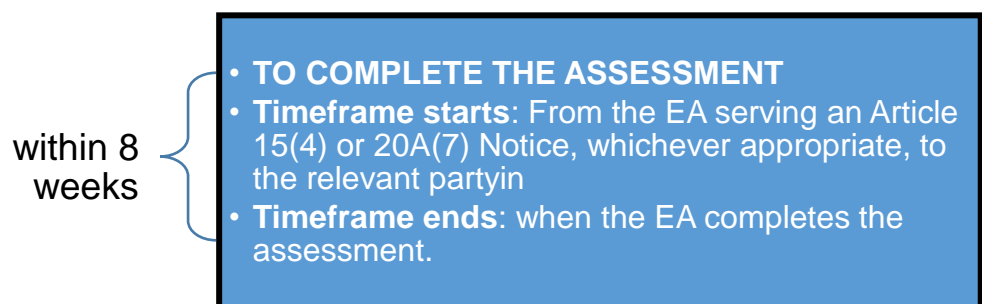 within 8
weeks
• TO COMPLETE THE ASSESSMENT
• Timeframe starts: From the EA serving an Article
15(4) or 20A(7) Notice, whichever appropriate, to
the relevant partyin
• Timeframe ends: when the EA completes the
assessment.